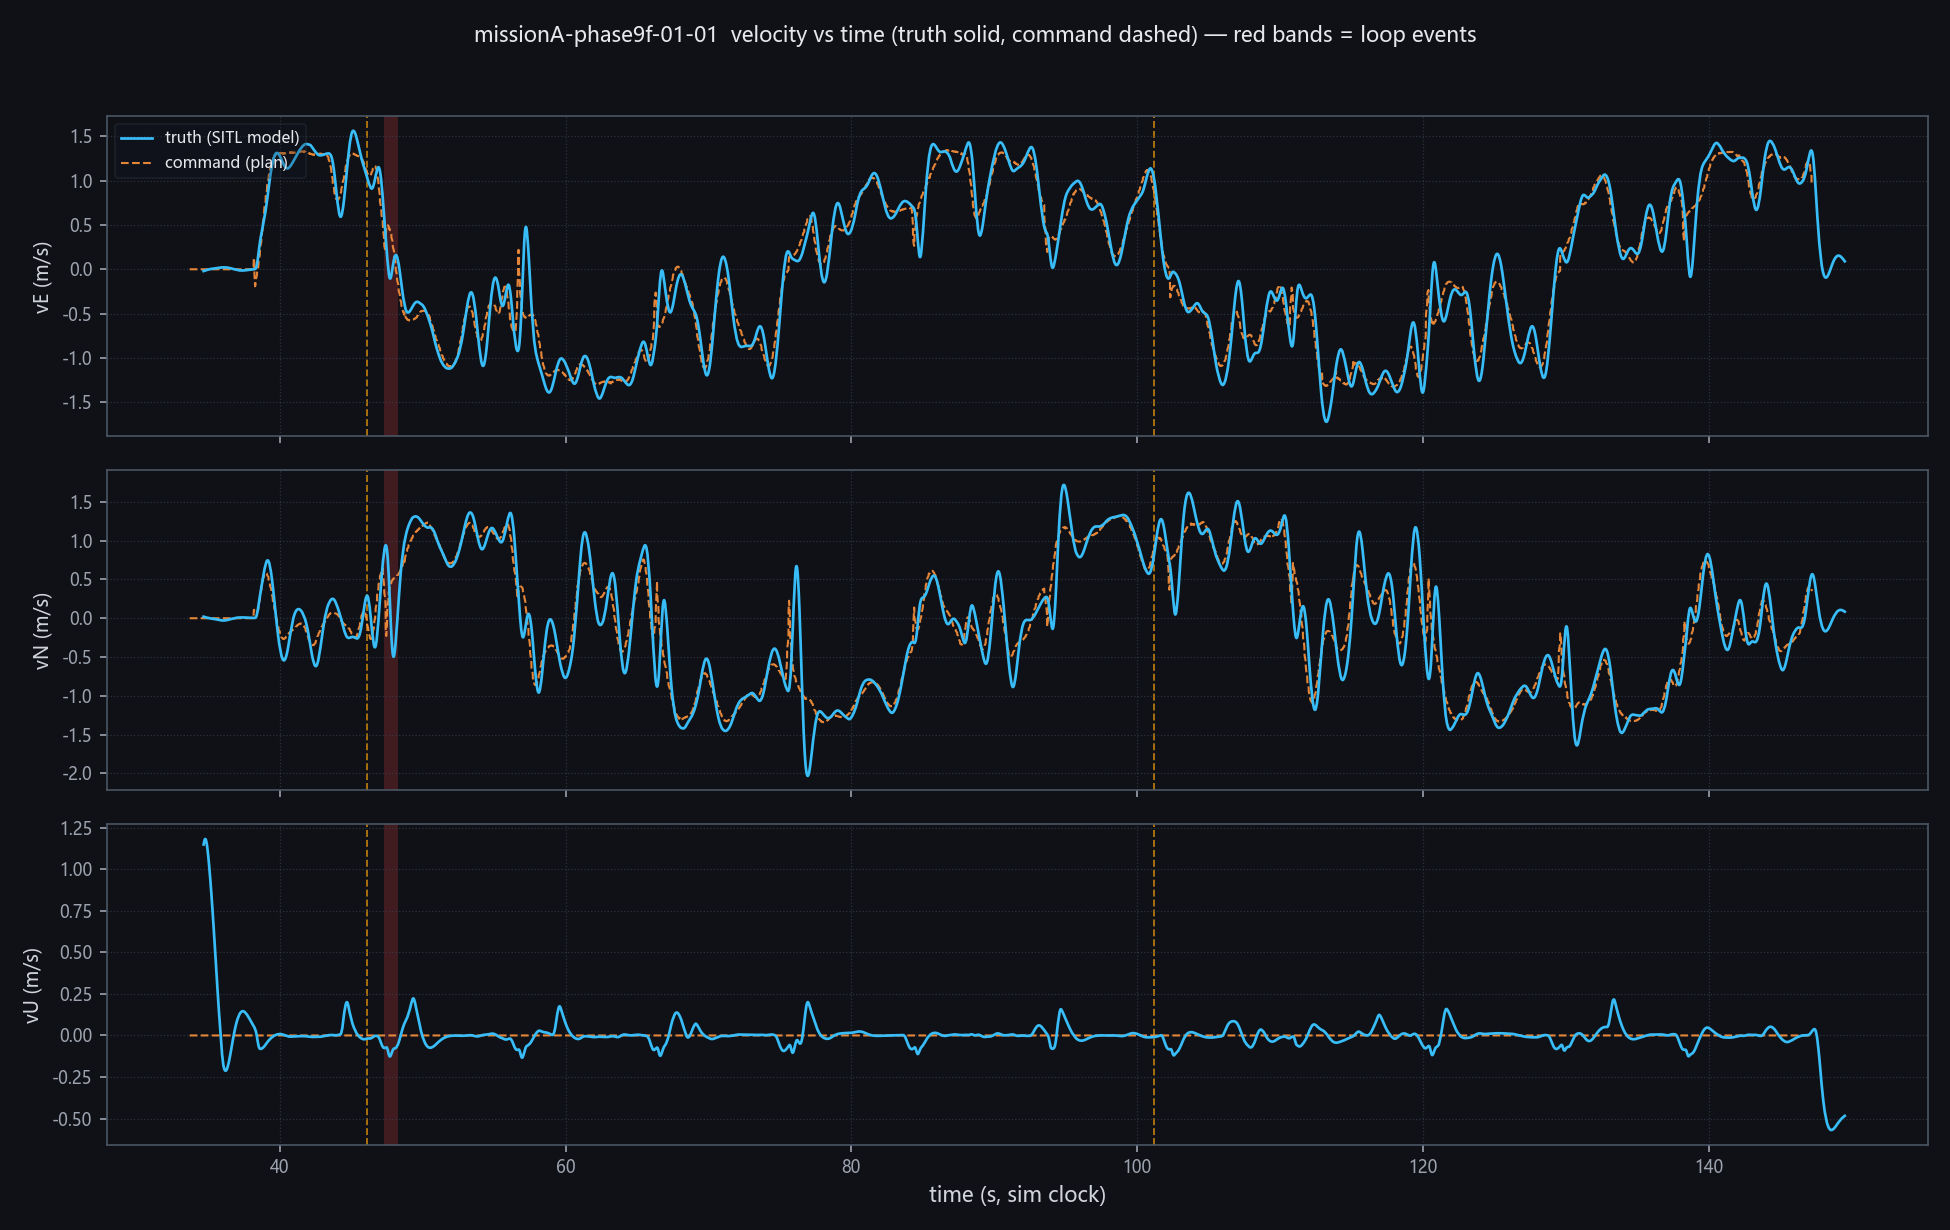 missionA-phase9f-01-01  velocity vs time (truth solid, command dashed) — red bands = loop events
truth (SITL model)
command (plan)
vE (m/s)
1.5
1.0
0.5
0.0
-0.5
-1.0
-1.5
vN (m/s)
1.5
1.0
0.5
0.0
-0.5
-1.0
-1.5
-2.0
vU (m/s)
1.25
1.00
0.75
0.50
0.25
0.00
-0.25
-0.50
40 60 80 100 120 140
time (s, sim clock)